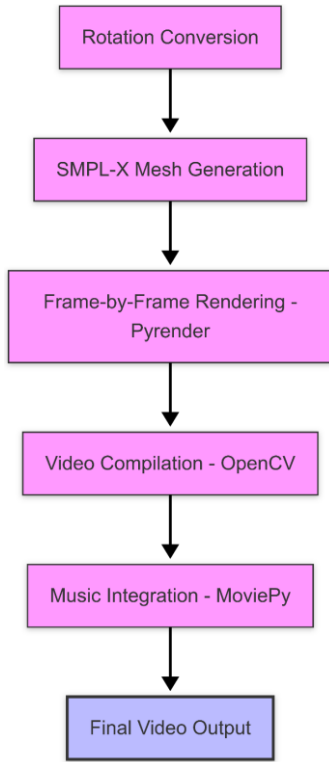 Rotation Conversion
SMPL-X Mesh Generation
Frame-by-Frame Rendering -
Pyrender
Video Compilation - OpenCV
Music Integration - MoviePy
Final Video Output